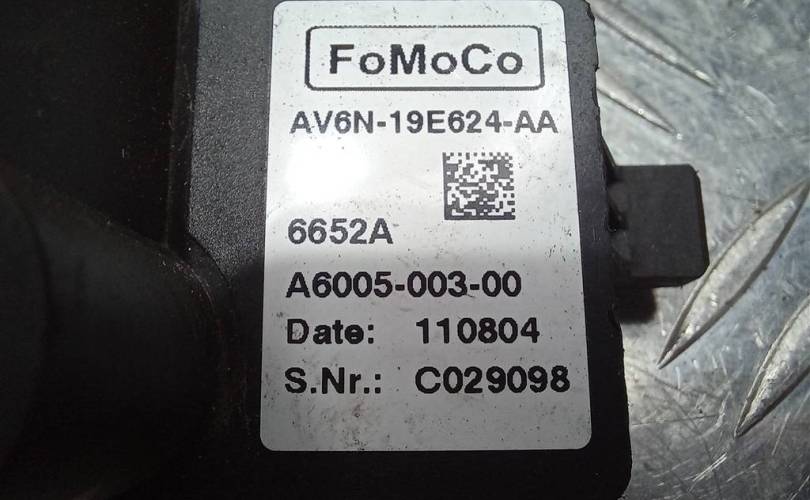 FoMoCo
AV6N-19E624-AA
6652A
A6005-003-00
Date: 110804
S.Nr.: C029098